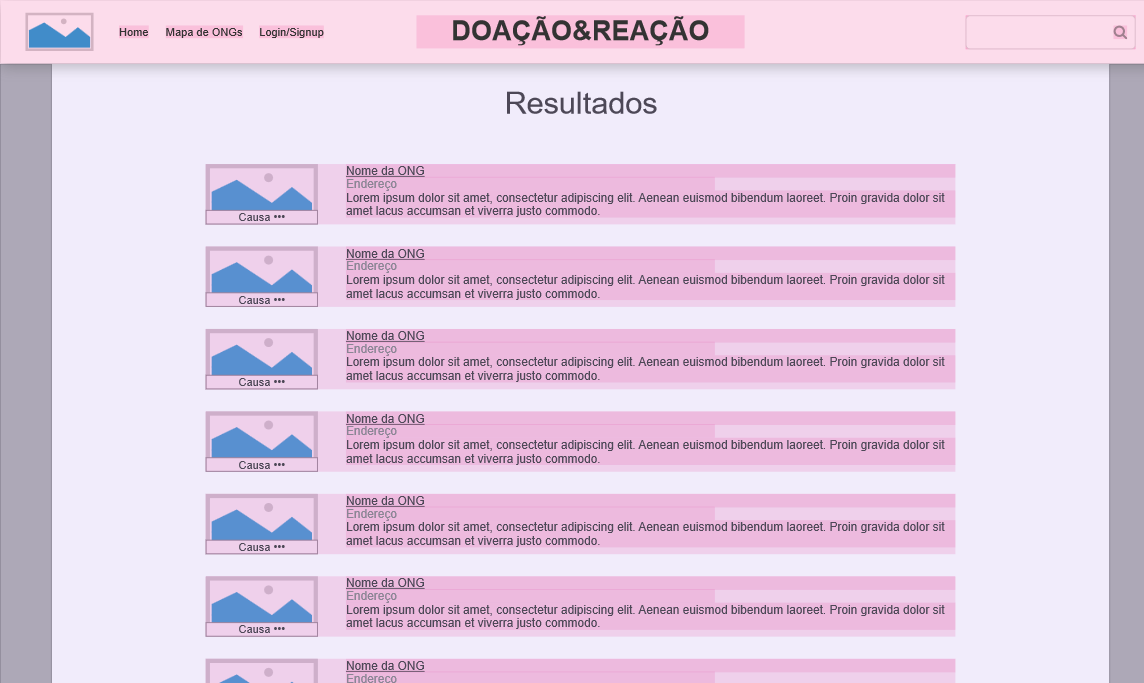 Home Mapa de ONGs Login/Signup DOAÇÃO&REAÇÃO
Resultados
Nome da ONG
Endereço
Lorem ipsum dolor sit amet, consectetur adipiscing elit. Aenean euismod bibendum laoreet. Proin gravida dolor sit
amet lacus accumsan et viverra justo commodo.
Causa •••
Nome da ONG
Endereço
Lorem ipsum dolor sit amet, consectetur adipiscing elit. Aenean euismod bibendum laoreet. Proin gravida dolor sit
amet lacus accumsan et viverra justo commodo.
Causa •••
Nome da ONG
Endereço
Lorem ipsum dolor sit amet, consectetur adipiscing elit. Aenean euismod bibendum laoreet. Proin gravida dolor sit
amet lacus accumsan et viverra justo commodo.
Causa •••
Nome da ONG
Endereço
Lorem ipsum dolor sit amet, consectetur adipiscing elit. Aenean euismod bibendum laoreet. Proin gravida dolor sit
amet lacus accumsan et viverra justo commodo.
Causa •••
Nome da ONG
Endereço
Lorem ipsum dolor sit amet, consectetur adipiscing elit. Aenean euismod bibendum laoreet. Proin gravida dolor sit
amet lacus accumsan et viverra justo commodo.
Causa •••
Nome da ONG
Endereço
Lorem ipsum dolor sit amet, consectetur adipiscing elit. Aenean euismod bibendum laoreet. Proin gravida dolor sit
amet lacus accumsan et viverra justo commodo.
Causa •••
Nome da ONG
Endereço